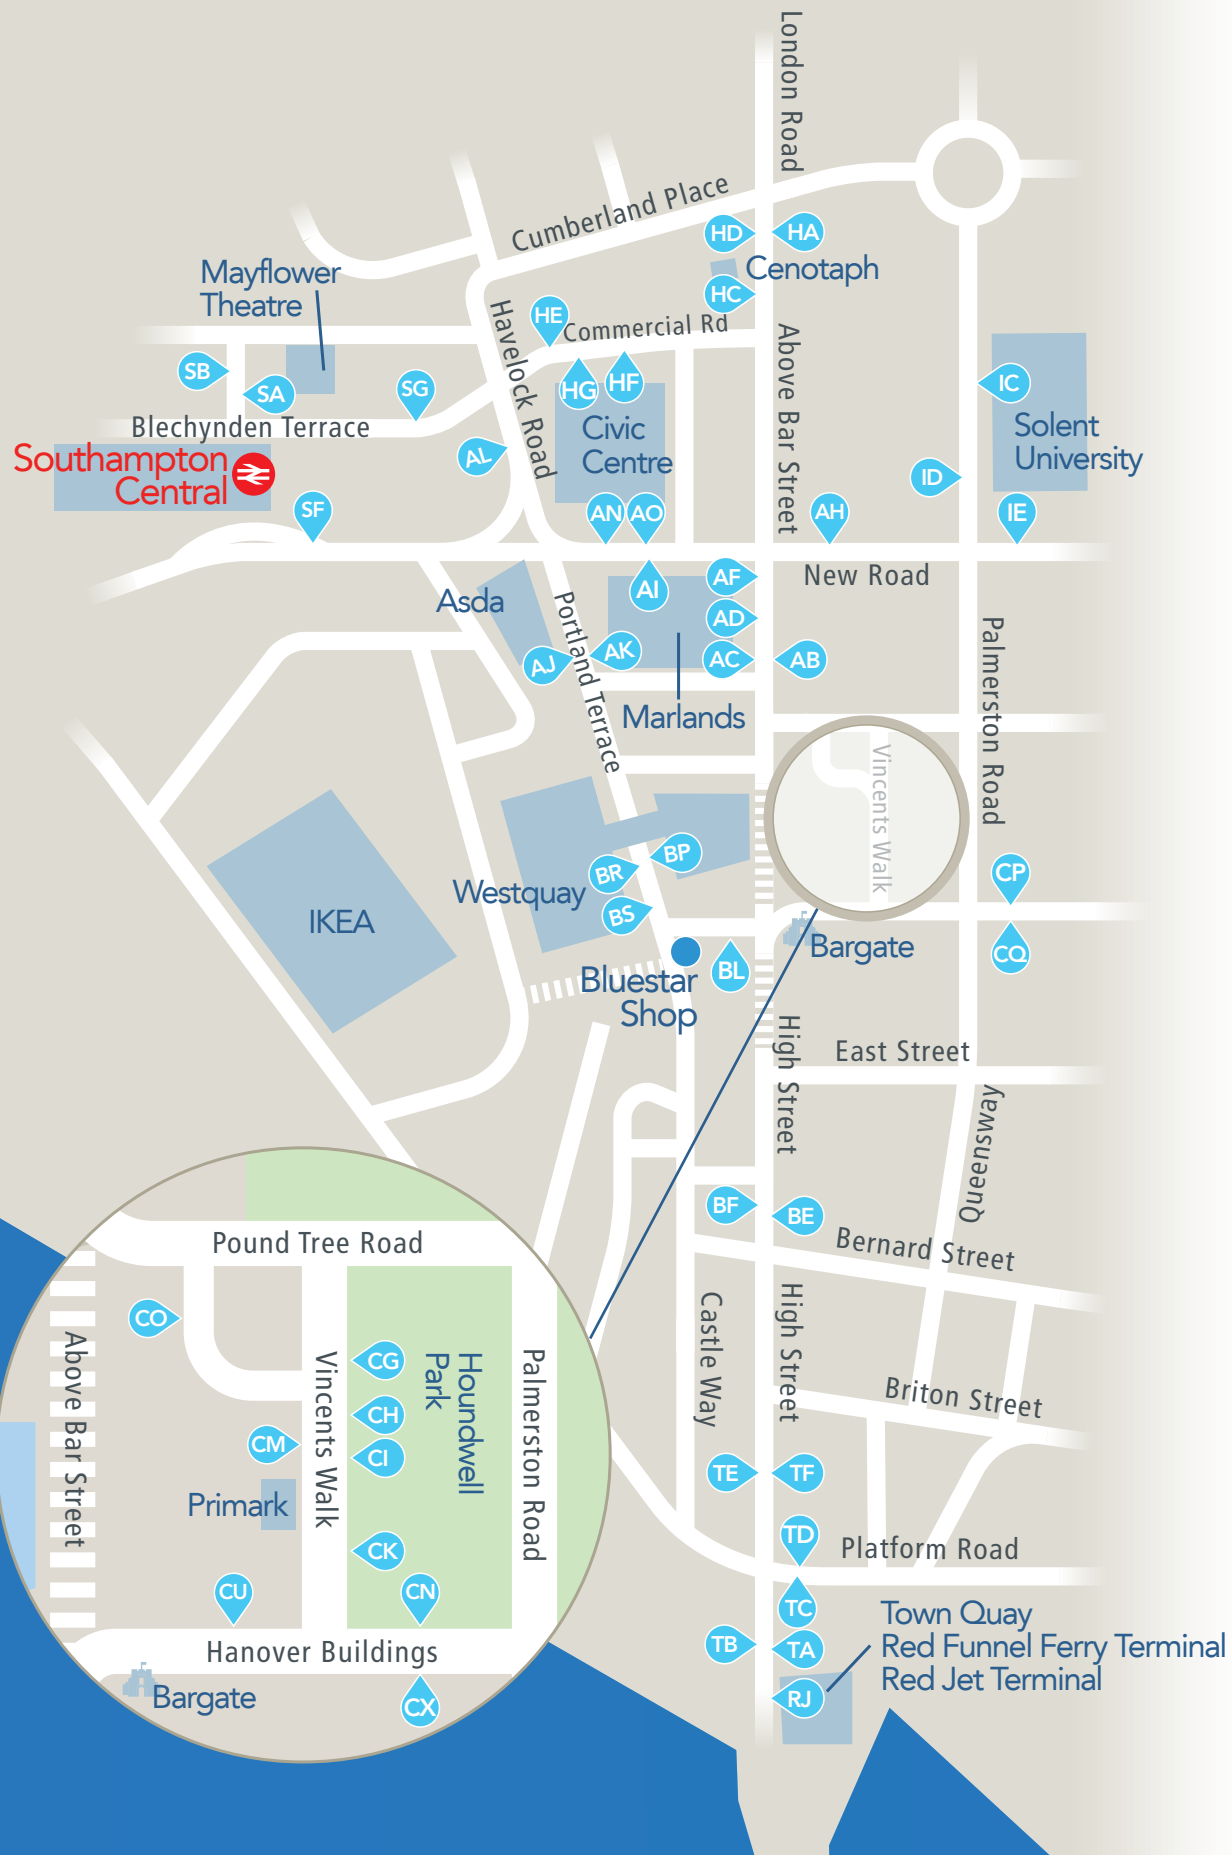 London Road
Cumberland Place
HD
HA
Cenotaph
HC
Mayflower
Theatre
HE
Commercial Rd
Havelock Road
Above Bar Street
SB
SA
SG
HG
HF
IC
Blechynden Terrace
Civic
Centre
Solent
University
Southampton
Central
AL
ID
SF
AN
AO
AH
IE
New Road
Asda
AI
AF
AD
AC
AB
AJ
AK
Portland Terrace
Marlands
Palmerston Road
Vincents Walk
IKEA
Westquay
BR
BP
BS
CP
CQ
Bargate
BL
Bluestar
Shop
High Street
East Street
Queensway
BF
BE
Bernard Street
Castle Way
High Street
Briton Street
TE
TF
TD
Platform Road
TC
TB
TA
RJ
Town Quay
Red Funnel Ferry Terminal
Red Jet Terminal
Pound Tree Road
CO
Above Bar Street
Vincents Walk
CG
CH
CI
CM
Houndwell
Park
Palmerston Road
Primark
CK
CU
CN
Hanover Buildings
Bargate
CX